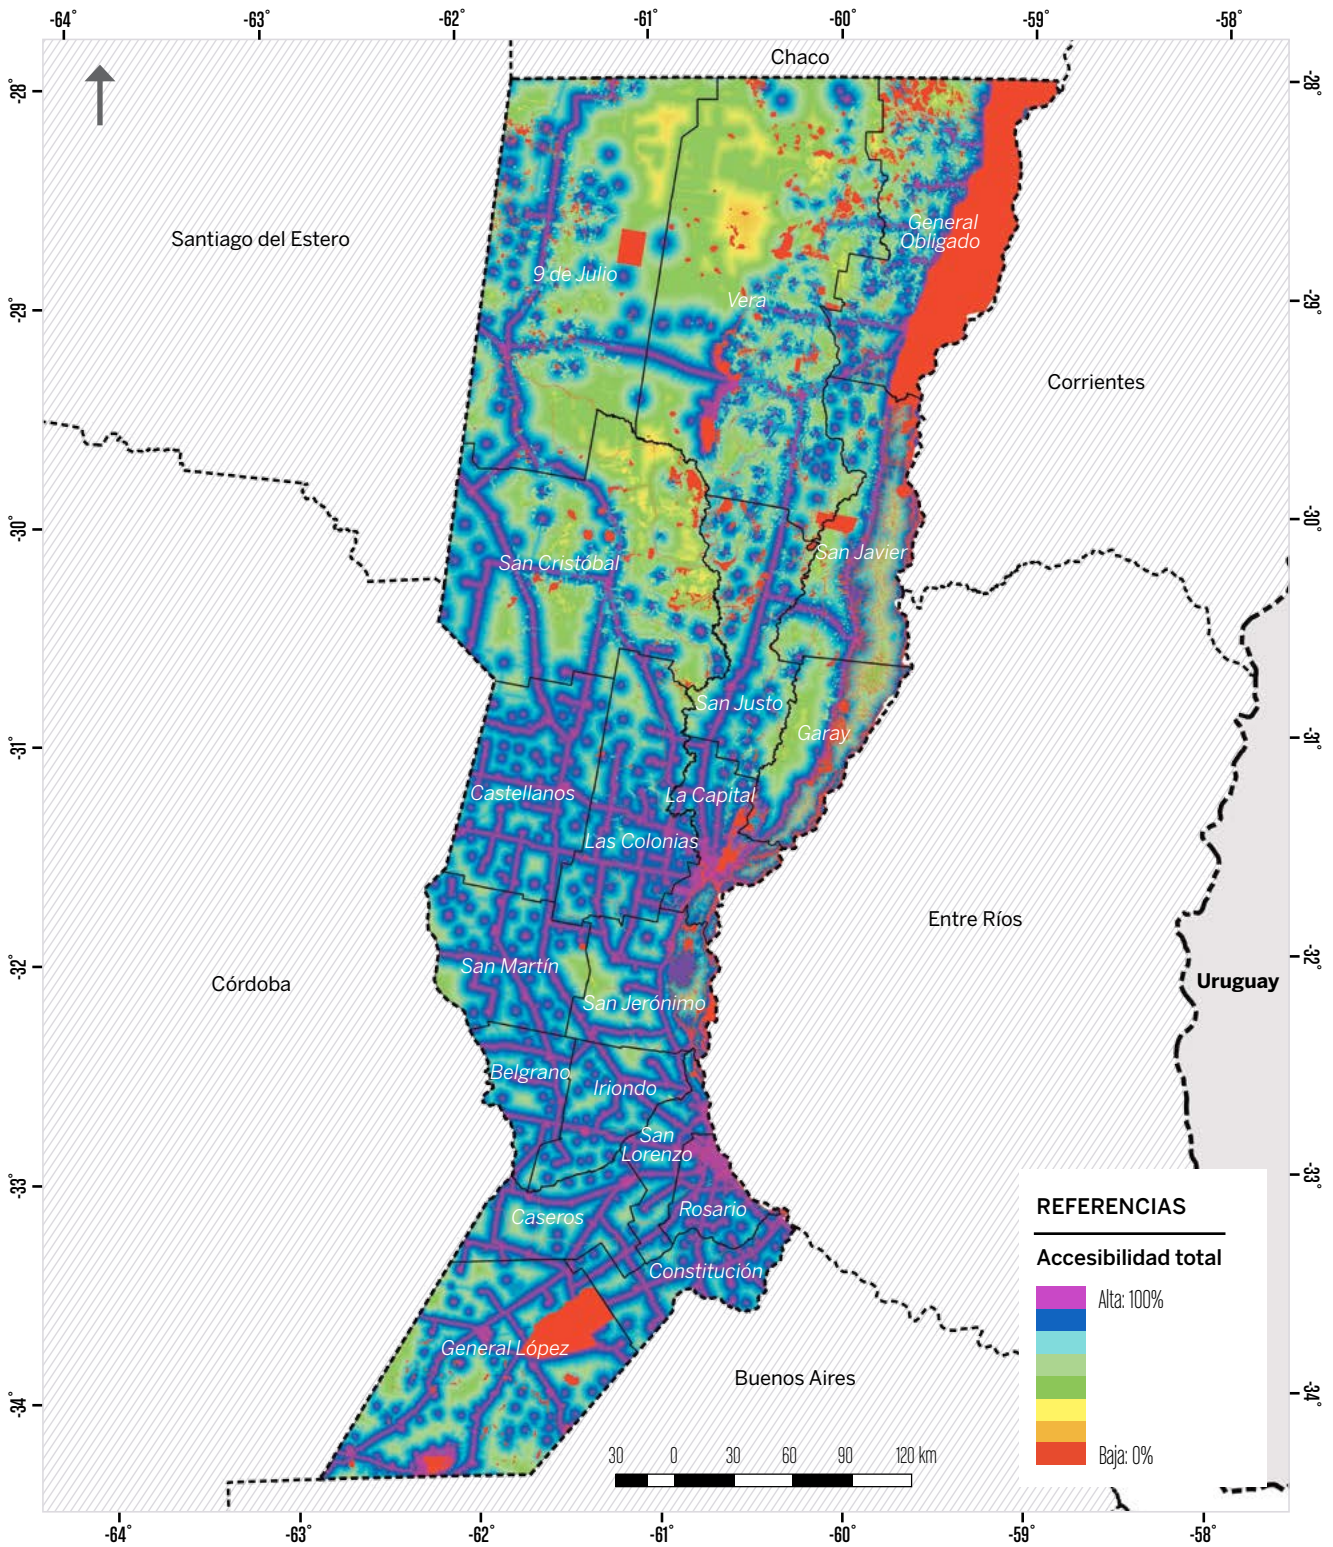 -64°
-63°
-62°
-61°
-60°
-59°
-58°
Chaco
-28°
-28°
General
Obligado
Santiago del Estero
9 de Julio
Vera
-29°
-29°
Corrientes
-30°
-30°
San Javier
San Cristóbal
San Justo
Garay
-31°
-31°
Castellanos
La Capital
Las Colonias
Entre Ríos
-32°
-32°
San Martín
Córdoba
Uruguay
San Jerónimo
Belgrano
Iriondo
San
Lorenzo
-33°
-33°
Caseros
Rosario
Constitución
General López
Buenos Aires
-34°
-34°
REFERENCIAS
Accesibilidad total
Alta: 100%
Baja: 0%
30 0 30 60 90 120 km
-64°
-63°
-62°
-61°
-60°
-59°
-58°